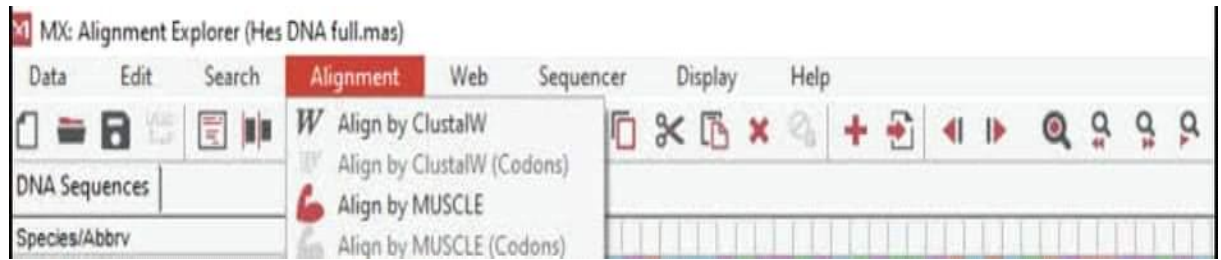 MX: Alignment Explorer (Hes DNA full.mas)
Data Edit Search Alignment Web Sequencer Display Help
W Align by ClustalW
W Align by ClustalW (Codons)
DNA Sequences
Align by MUSCLE
Species/Abbrv
Align by MUSCLE (Codons)